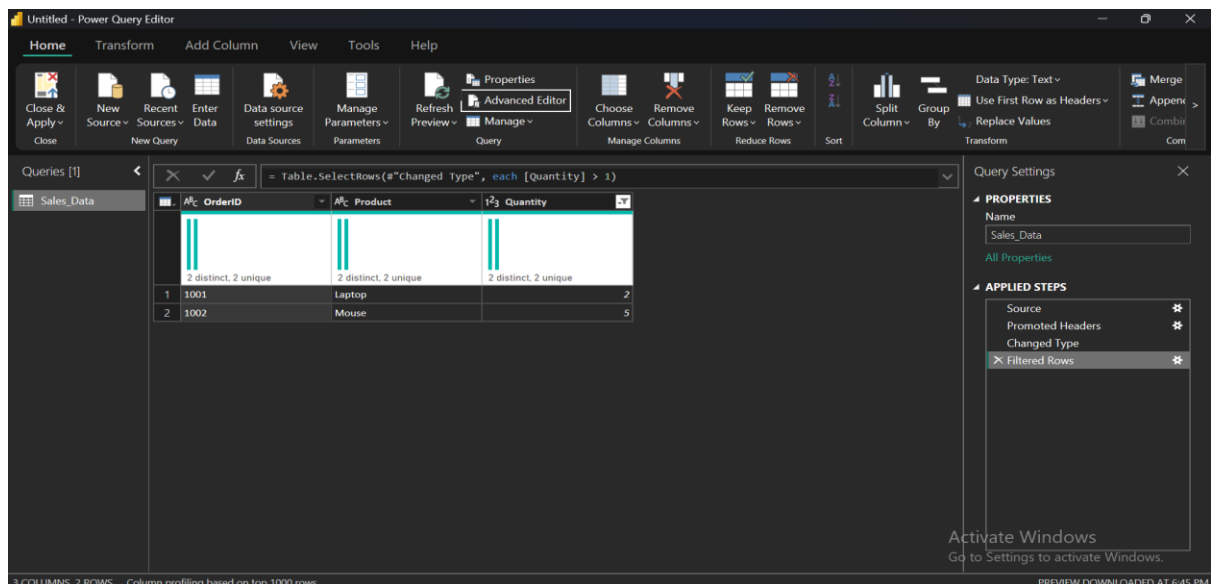 Untitled - Power Query Editor
Home Transform Add Column View Tools Help
Close & Apply
New Source
Recent Sources
Enter Data
Data source settings
Manage Parameters
Refresh Preview
Properties
Advanced Editor
Manage
Choose Columns
Remove Columns
Keep Rows
Remove Rows
Split Column
Group By
Data Type: Text
Use First Row as Headers
Replace Values
Merge
Appen
Combin
Close New Query Data Sources Parameters Query Manage Columns Reduce Rows Sort Transform Com
Queries [1]
Sales_Data
fx = Table.SelectRows(#"Changed Type", each [Quantity] > 1)
ABC OrderID ABC Product 123 Quantity
2 distinct, 2 unique 2 distinct, 2 unique 2 distinct, 2 unique
1 1001 Laptop 2
2 1002 Mouse 5
Query Settings
PROPERTIES
Name
Sales_Data
All Properties
APPLIED STEPS
Source
Promoted Headers
Changed Type
Filtered Rows
Activate Windows
Go to Settings to activate Windows.
3 COLUMNS, 2 ROWS Column profiling based on top 1000 rows PREVIEW DOWNLOADED AT 6:45 PM